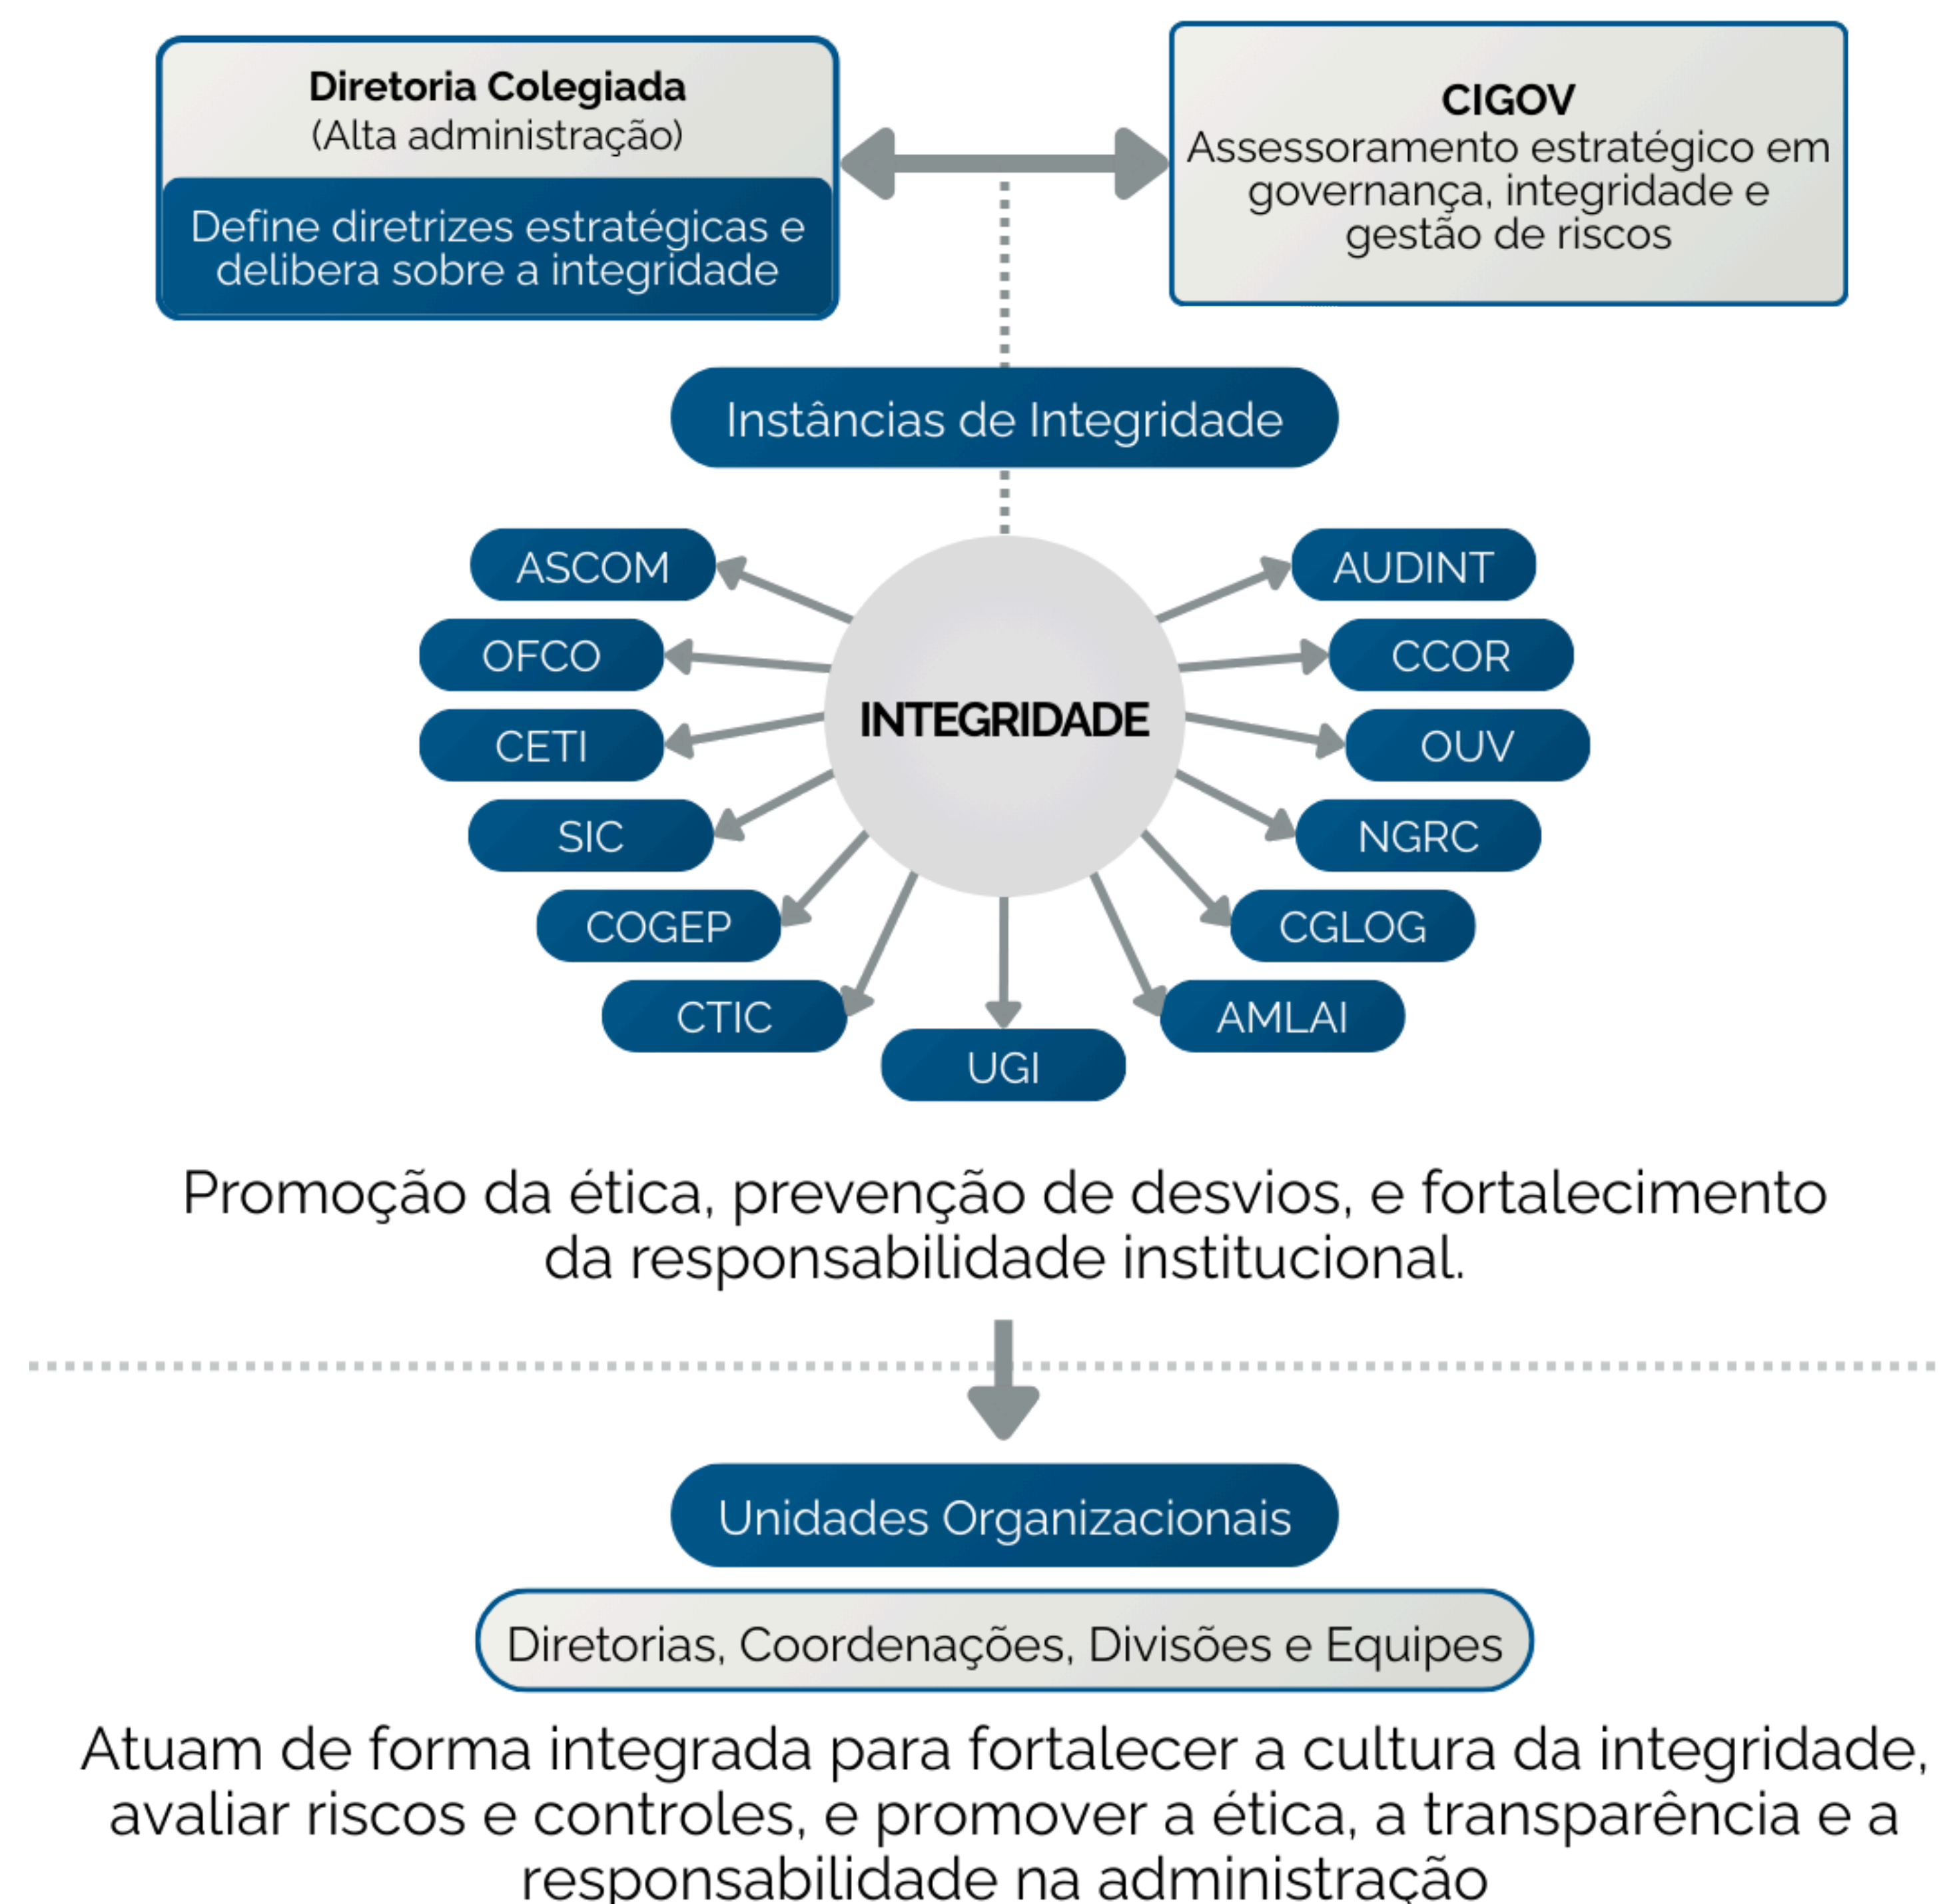 Diretoria Colegiada
(Alta administração)
Define diretrizes estratégicas e
delibera sobre a integridade
CIGOV
Assessoramento estratégico em
governança, integridade e
gestão de riscos
Instâncias de Integridade
ASCOM
AUDINT
OFCO
CCOR
INTEGRIDADE
CETI
OUV
SIC
NGRC
COGEP
CGLOG
CTIC
AMLAI
UGI
Promoção da ética, prevenção de desvios, e fortalecimento
da responsabilidade institucional.
Unidades Organizacionais
Diretorias, Coordenações, Divisões e Equipes
Atuam de forma integrada para fortalecer a cultura da integridade,
avaliar riscos e controles, e promover a ética, a transparência e a
responsabilidade na administração